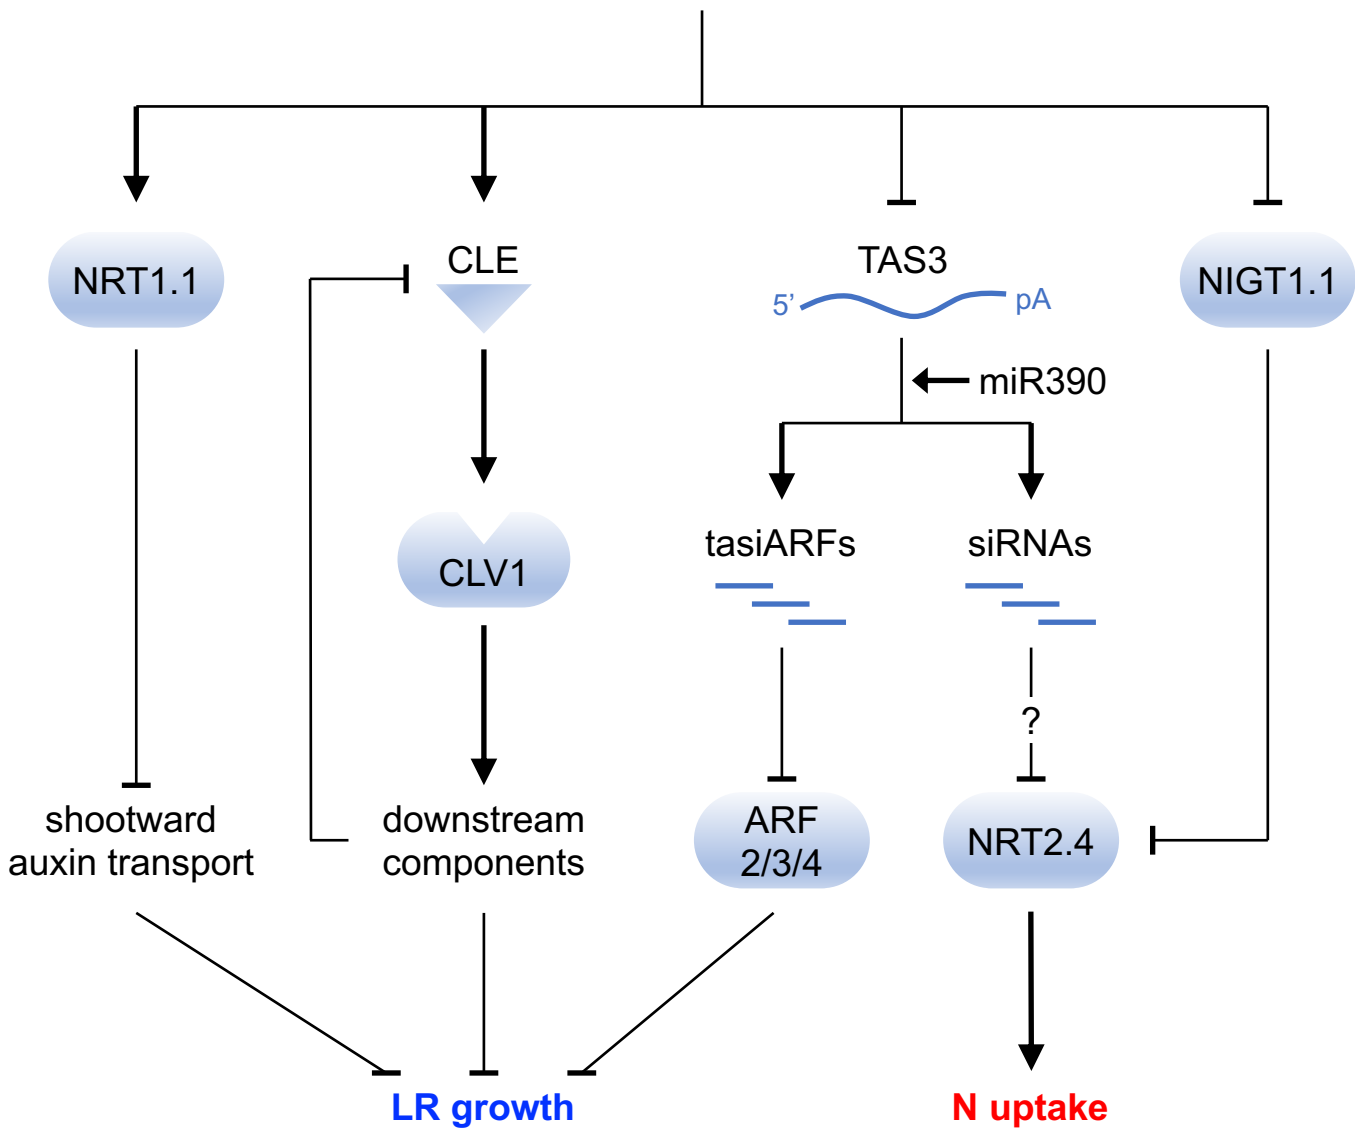 NRT1.1
CLE
TAS3
5’
pA
NIGT1.1
miR390
CLV1
tasiARFs
siRNAs
?
shootward
auxin transport
downstream
components
ARF
2/3/4
NRT2.4
LR growth
N uptake